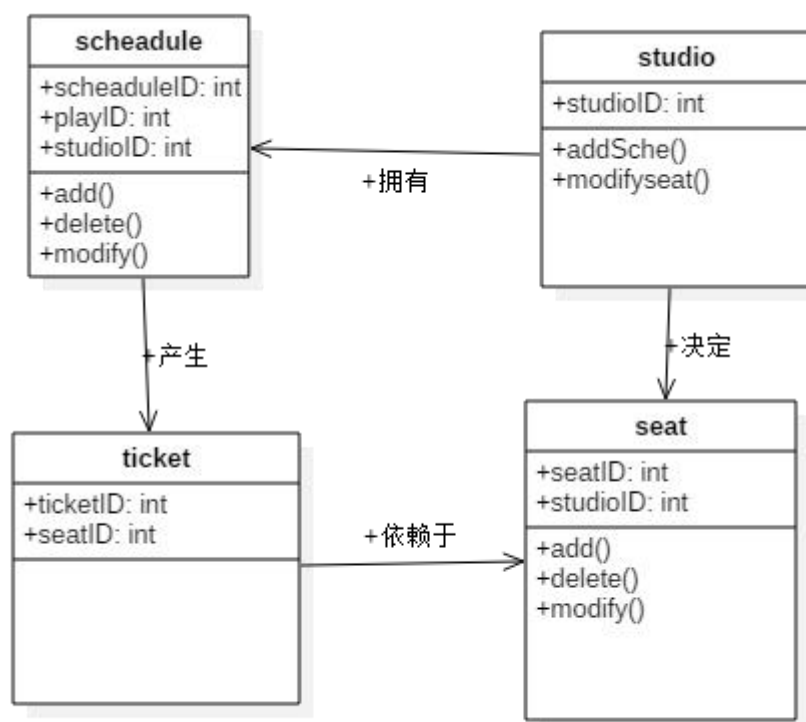 scheadule
+scheaduleID: int
+playID: int
+studioID: int
+add()
+delete()
+modify()
studio
+studioID: int
+addSche()
+modifyseat()
+拥有
+产生
+决定
ticket
+ticketID: int
+seatID: int
+依赖于
seat
+seatID: int
+studioID: int
+add()
+delete()
+modify()